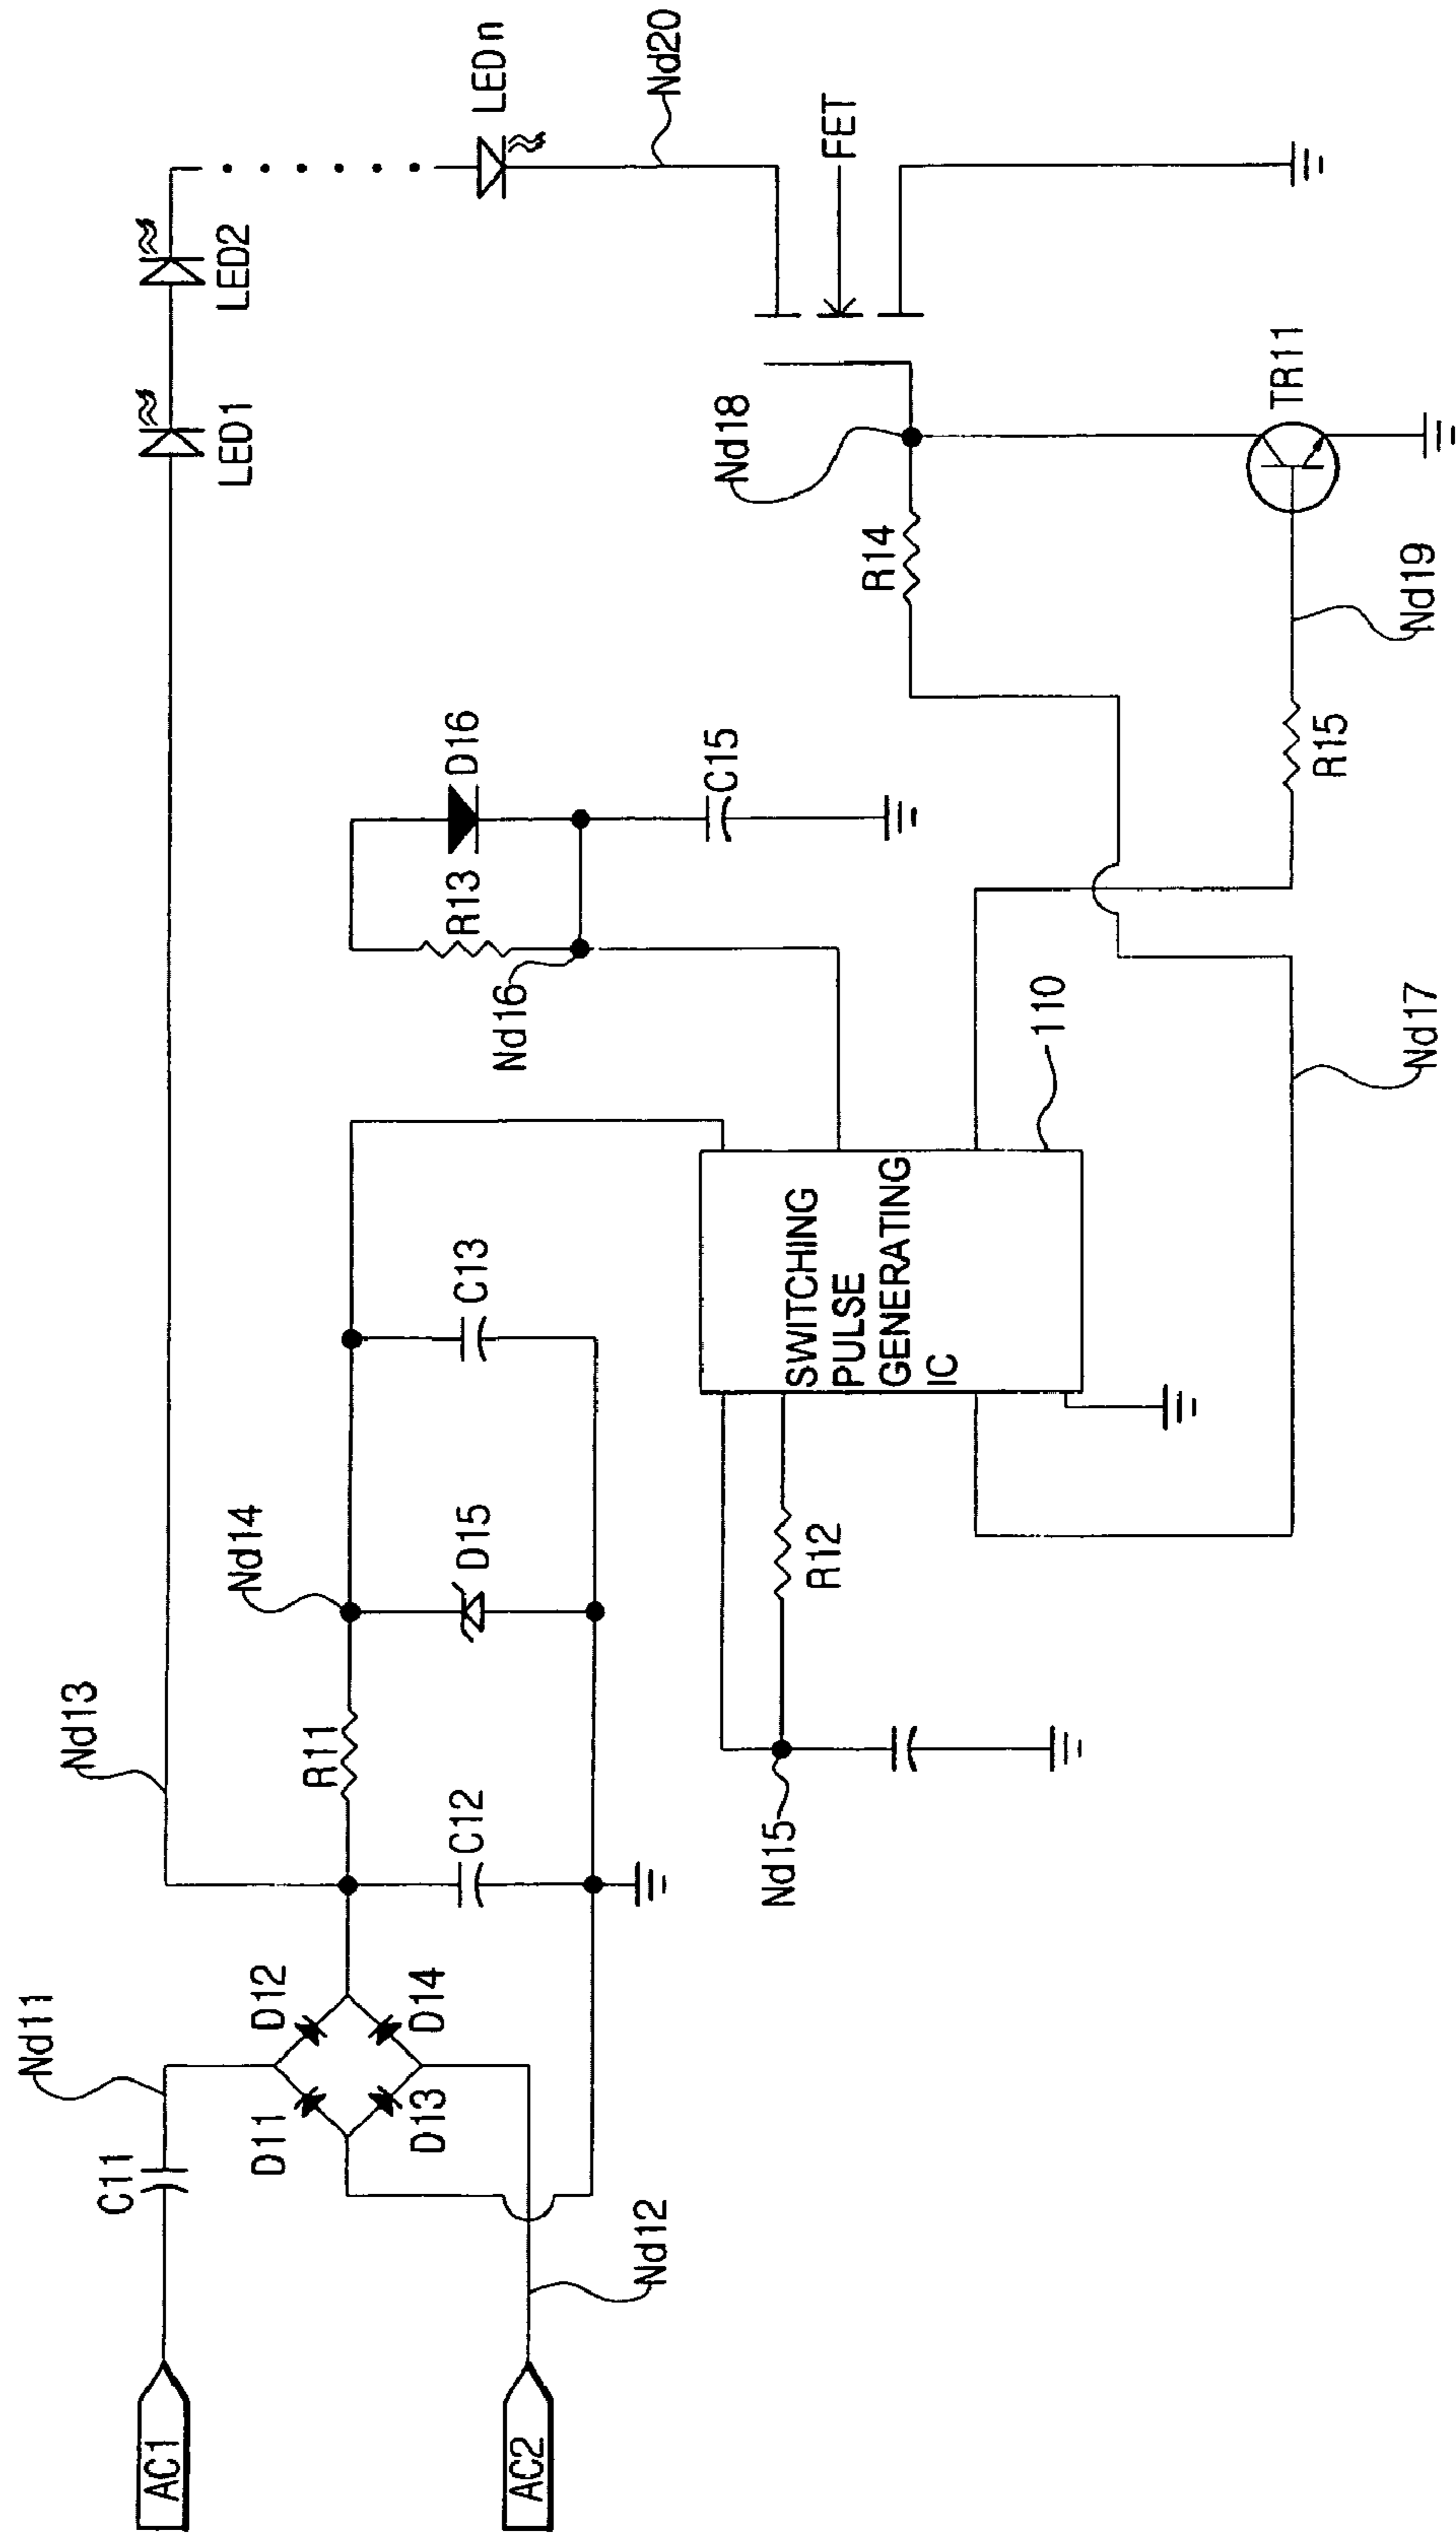 AC1
AC2
C11
Nd11
Nd12
D11
D12
D13
D14
Nd13
C12
R11
Nd14
D15
C13
Nd15
R12
SWITCHING
PULSE
GENERATING
IC
110
Nd16
R13
D16
C15
Nd17
R15
Nd19
R14
Nd18
TR11
FET
Nd20
LED1
LED2
LEDn